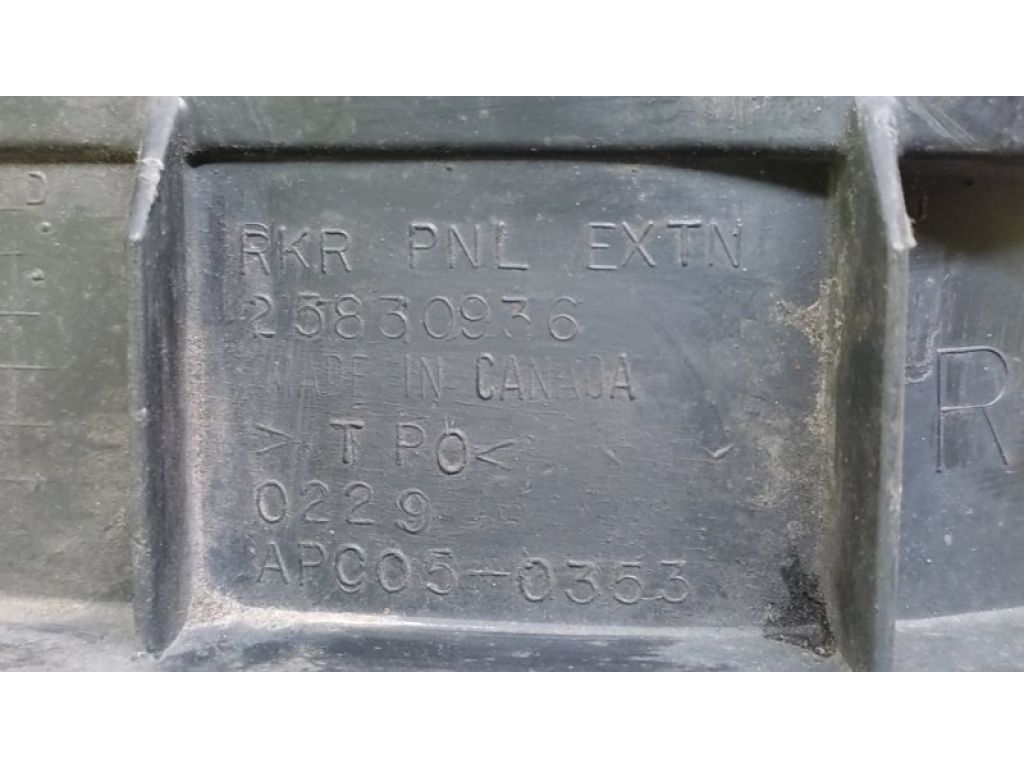 D
RKR PNL EXTN
25830936
MADE IN CANADA
> T PO<
0229
APC05-0353
R